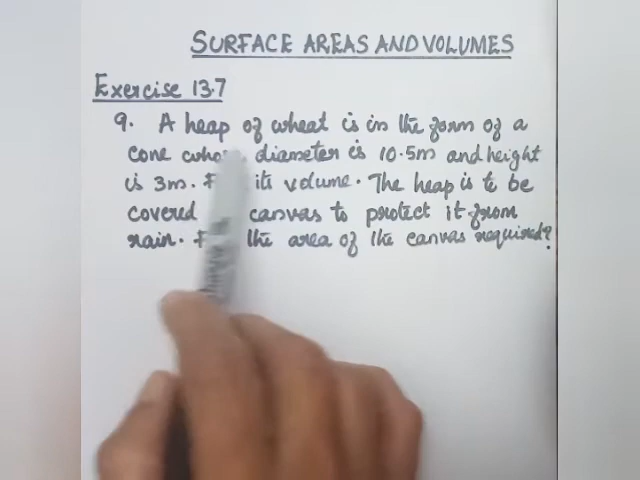 SURFACE AREAS AND VOLUMES
Exercise 13.7
9. A heap of wheat is in the form of a
cone diameter is 10.5m and height
is 3m. its volume. The heap is to be
covered canvas to protect it from
rain. the area of the canvas required?